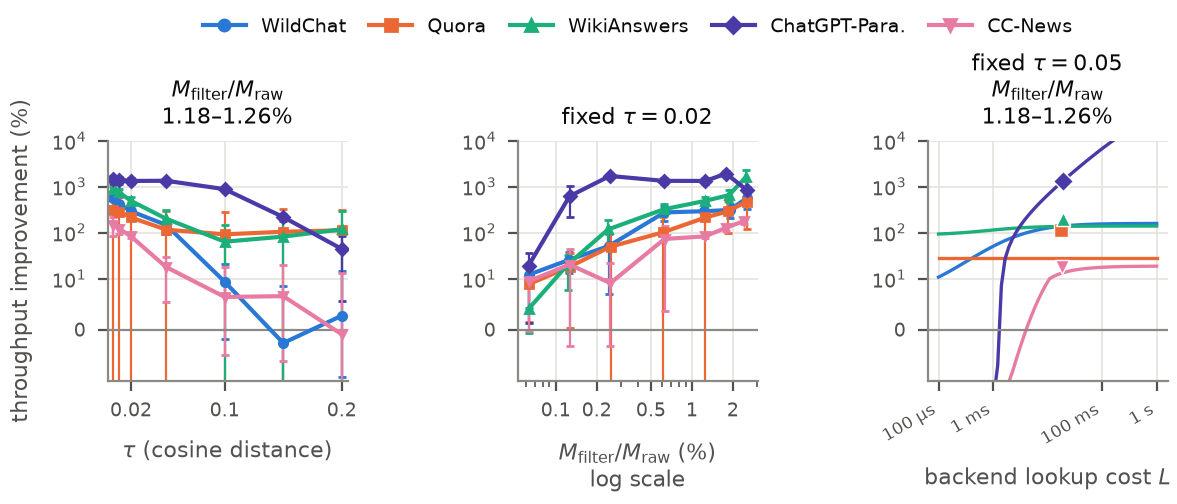 WildChat Quora WikiAnswers ChatGPT-Para. CC-News
throughput improvement (%)
M_filter/M_raw
1.18–1.26%
10^4
10^3
10^2
10^1
0
0.02 0.1 0.2
τ (cosine distance)
fixed τ = 0.02
10^4
10^3
10^2
10^1
0
0.1 0.2 0.5 1 2
M_filter/M_raw (%)
log scale
fixed τ = 0.05
M_filter/M_raw
1.18–1.26%
10^4
10^3
10^2
10^1
0
100 μs 1 ms 100 ms 1 s
backend lookup cost L